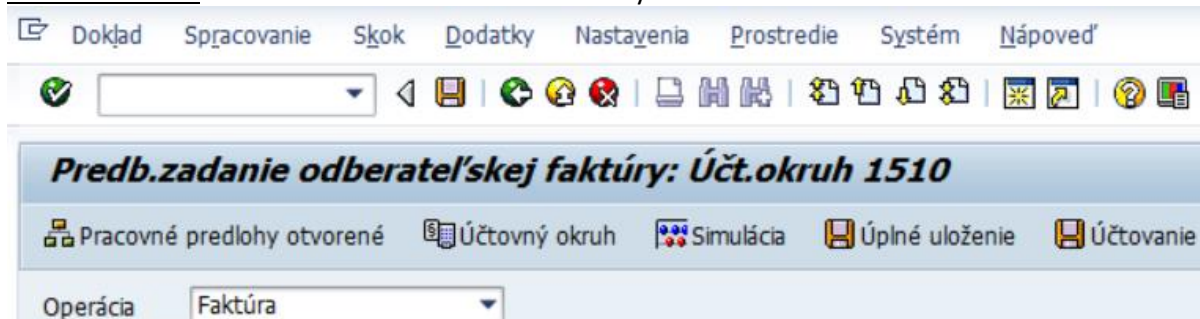 Doklad Spracovanie Skok Dodatky Nastavenia Prostredie Systém Nápoveď
Predb.zadanie odberateľskej faktúry: Účt.okruh 1510
Pracovné predlohy otvorené Účtovný okruh Simulácia Úplné uloženie Účtovanie
Operácia Faktúra